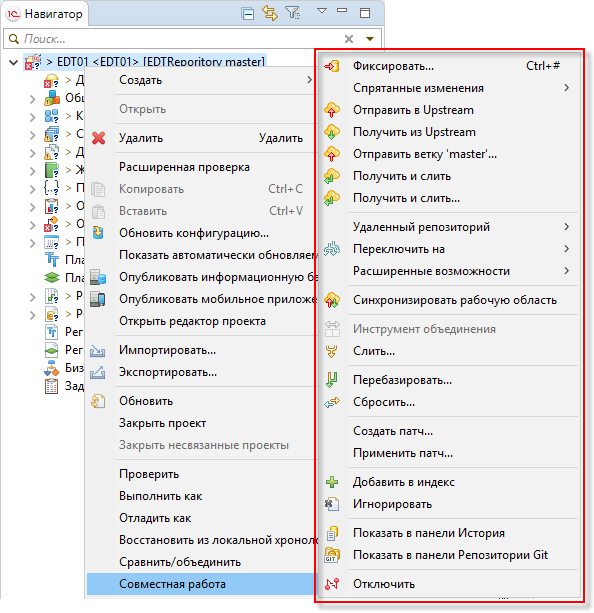 Навигатор
Поиск...
> EDT01 <EDT01> [EDTReporitory master]
> Д
Общ
> К
> С
> Д
> Ж
> П
> О
> О
> П
Пла
Пла
> Р
> Р
Рег
Рег
Биз
Зад
Создать
Открыть
Удалить Удалить
Расширенная проверка
Копировать Ctrl+C
Вставить Ctrl+V
Обновить конфигурацию...
Показать автоматически обновляем
Опубликовать информационную ба
Опубликовать мобильное приложе
Открыть редактор проекта
Импортировать...
Экспортировать...
Обновить
Закрыть проект
Закрыть несвязанные проекты
Проверить
Выполнить как
Отладить как
Восстановить из локальной хроноло
Сравнить/объединить
Совместная работа
Фиксировать... Ctrl+#
Спрятанные изменения
Отправить в Upstream
Получить из Upstream
Отправить ветку 'master'...
Получить и слить
Получить и слить...
Удаленный репозиторий
Переключить на
Расширенные возможности
Синхронизировать рабочую область
Инструмент объединения
Слить...
Перебазировать...
Сбросить...
Создать патч...
Применить патч...
Добавить в индекс
Игнорировать
Показать в панели История
Показать в панели Репозитории Git
Отключить